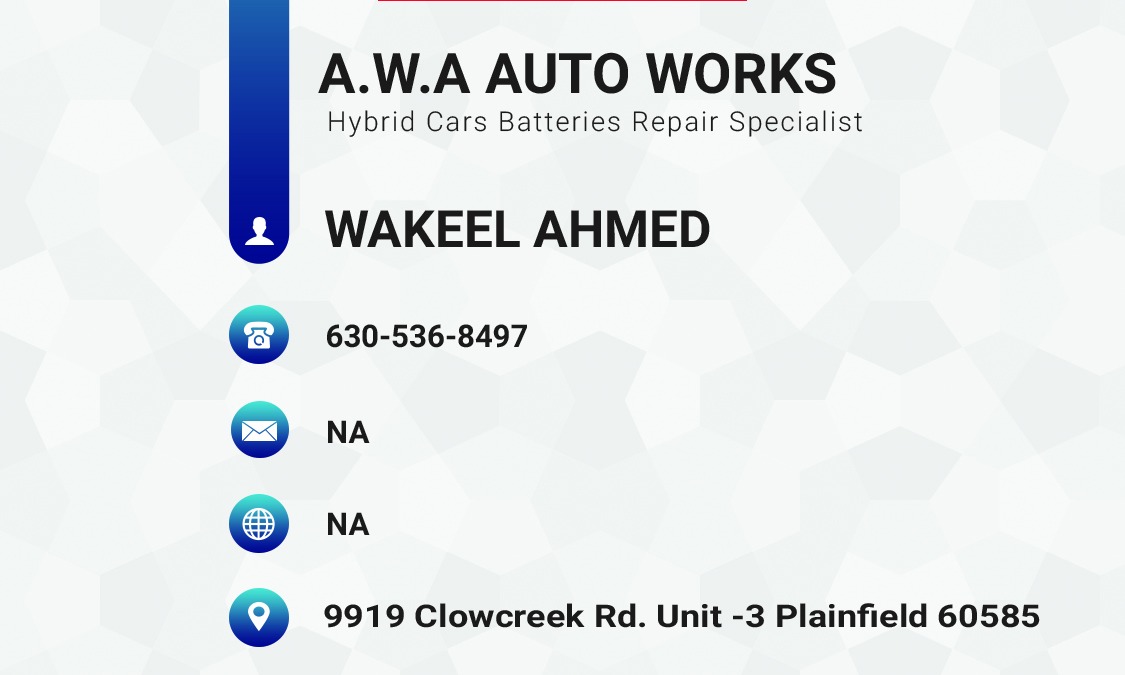 A.W.A AUTO WORKS
Hybrid Cars Batteries Repair Specialist
WAKEEL AHMED
630-536-8497
NA
NA
9919 Clowcreek Rd. Unit -3 Plainfield 60585